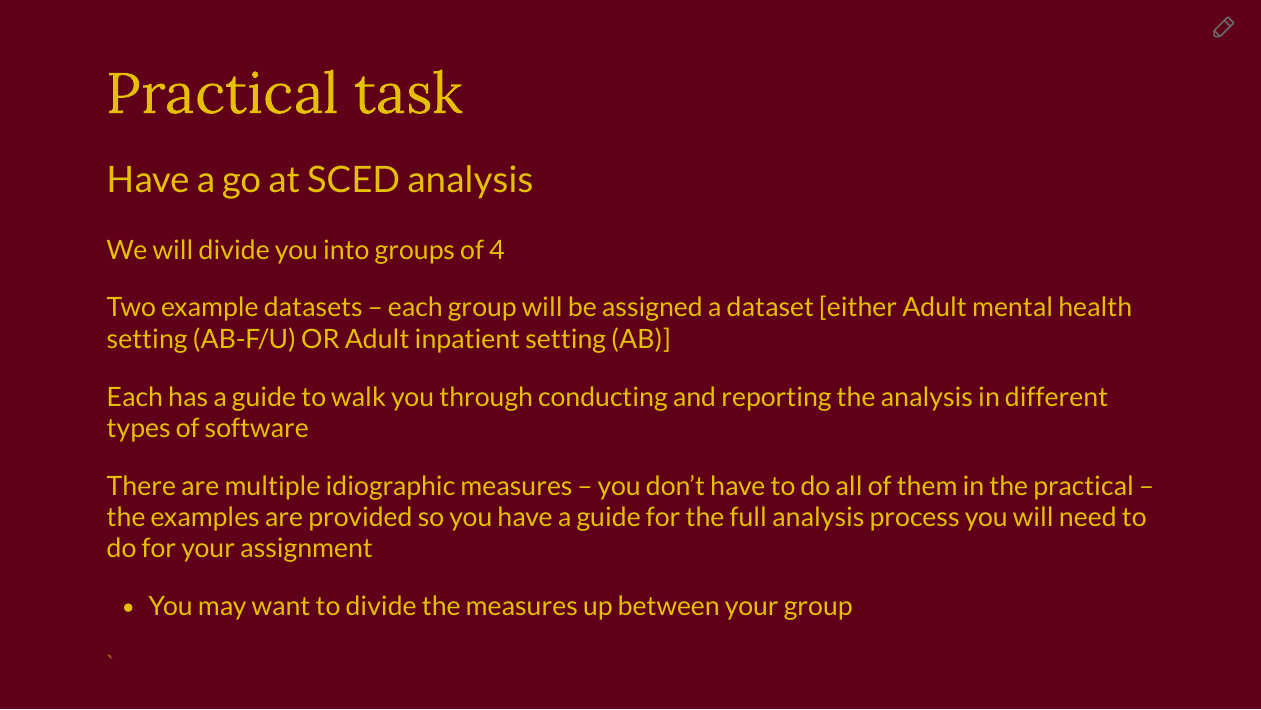 Practical task
Have a go at SCED analysis
We will divide you into groups of 4
Two example datasets – each group will be assigned a dataset [either Adult mental health
setting (AB-F/U) OR Adult inpatient setting (AB)]
Each has a guide to walk you through conducting and reporting the analysis in different
types of software
There are multiple idiographic measures – you don’t have to do all of them in the practical –
the examples are provided so you have a guide for the full analysis process you will need to
do for your assignment
• You may want to divide the measures up between your group
`